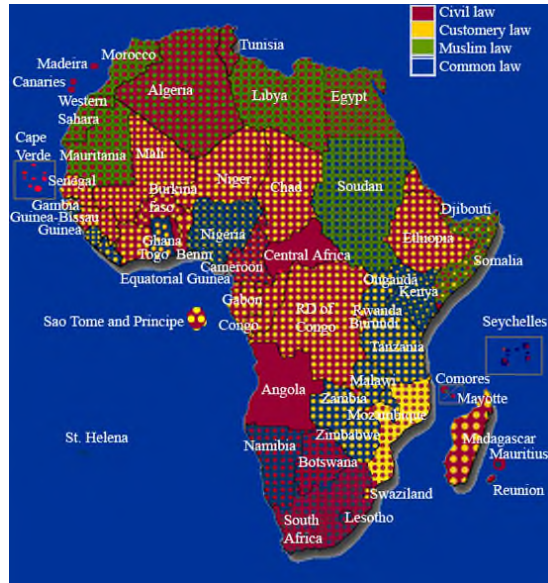 Civil law
Customery law
Muslim law
Common law
Tunisia
Madeira
Morocco
Canaries
Algeria
Libya
Egypt
Western
Sahara
Cape
Verde
Mauritania
Mali
Niger
Chad
Soudan
Senegal
Burkina
faso
Gambia
Guinea-Bissau
Guinea
Djibouti
Nigeria
Ethiopia
Ghana
Togo
Benin
Central Africa
Somalia
Cameroon
Equatorial Guinea
Ouganda
Kenya
Gabon
RD of
Congo
Rwanda
Burundi
Sao Tome and Principe
Congo
Seychelles
Tanzania
Malawi
Comores
Angola
Zambia
Mayotte
Mozambique
St. Helena
Zimbabwe
Namibia
Madagascar
Botswana
Mauritius
Reunion
Swaziland
South
Africa
Lesotho